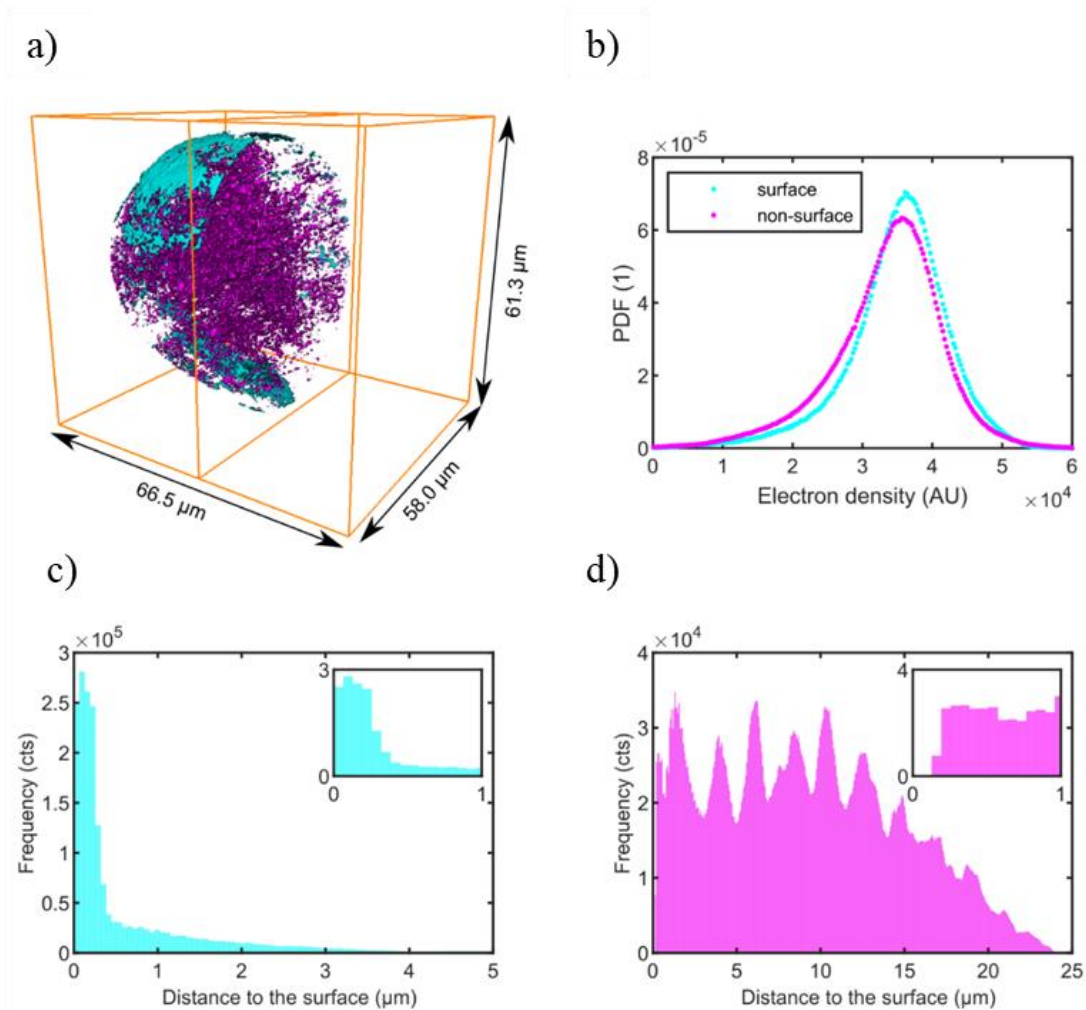 a)
61.3 µm
66.5 µm
58.0 µm
b)
×10⁻⁵
8
6
4
2
0
PDF (1)
surface
non-surface
0 1 2 3 4 5 60
Electron density (AU)
×10⁴
c)
×10⁵
3
2.5
2
1.5
1
0.5
0
Frequency (cts)
3
0
0 1
0 1 2 3 4 5
Distance to the surface (µm)
d)
×10⁴
4
3
2
1
0
Frequency (cts)
4
0
0 1
0 5 10 15 20 25
Distance to the surface (µm)